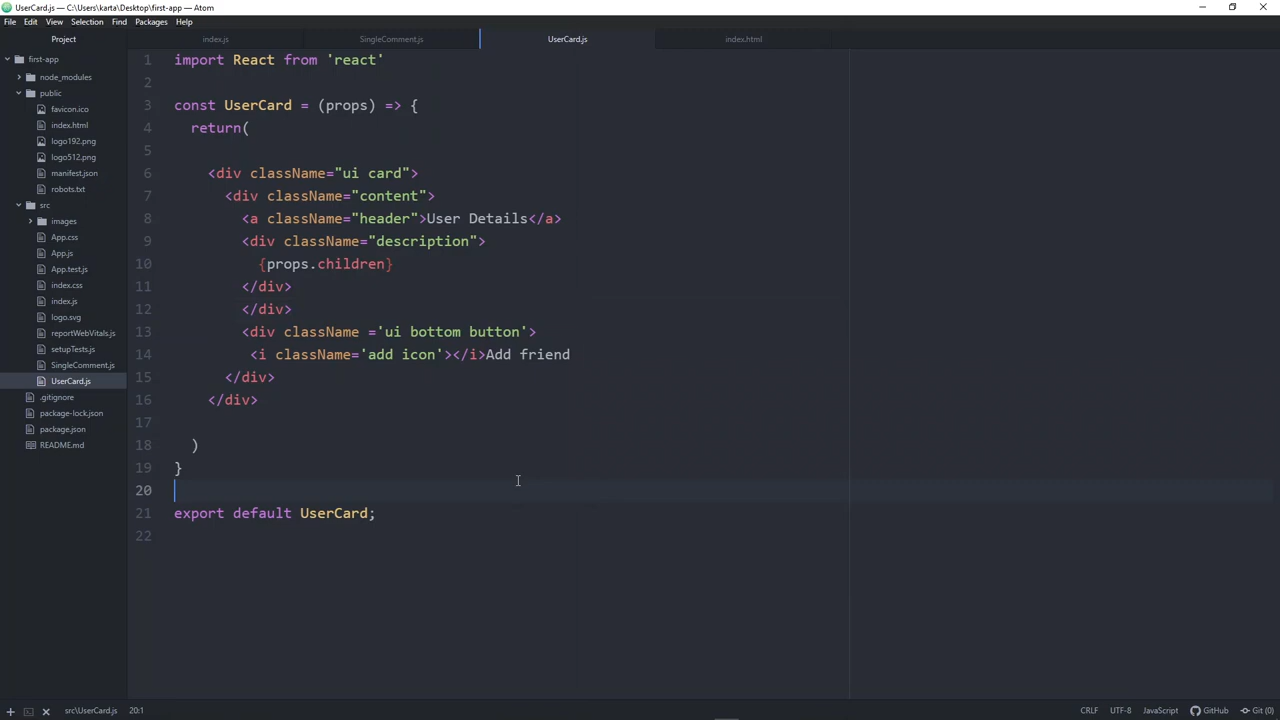 UserCard.js — C:\Users\karta\Desktop\first-app — Atom
File Edit View Selection Find Packages Help
Project
index.js SingleComment.js UserCard.js index.html
first-app
node_modules
public
favicon.ico
index.html
logo192.png
logo512.png
manifest.json
robots.txt
src
images
App.css
App.js
App.test.js
index.css
index.js
logo.svg
reportWebVitals.js
setupTests.js
SingleComment.js
UserCard.js
.gitignore
package-lock.json
package.json
README.md
1 import React from 'react'
2
3 const UserCard = (props) => {
4 return(
5
6 <div className="ui card">
7 <div className="content">
8 <a className="header">User Details</a>
9 <div className="description">
10 {props.children}
11 </div>
12 </div>
13 <div className ='ui bottom button'>
14 <i className='add icon'></i>Add friend
15 </div>
16 </div>
17
18 )
19 }
20
21 export default UserCard;
22
src\UserCard.js 20:1 CRLF UTF-8 JavaScript GitHub Git (0)